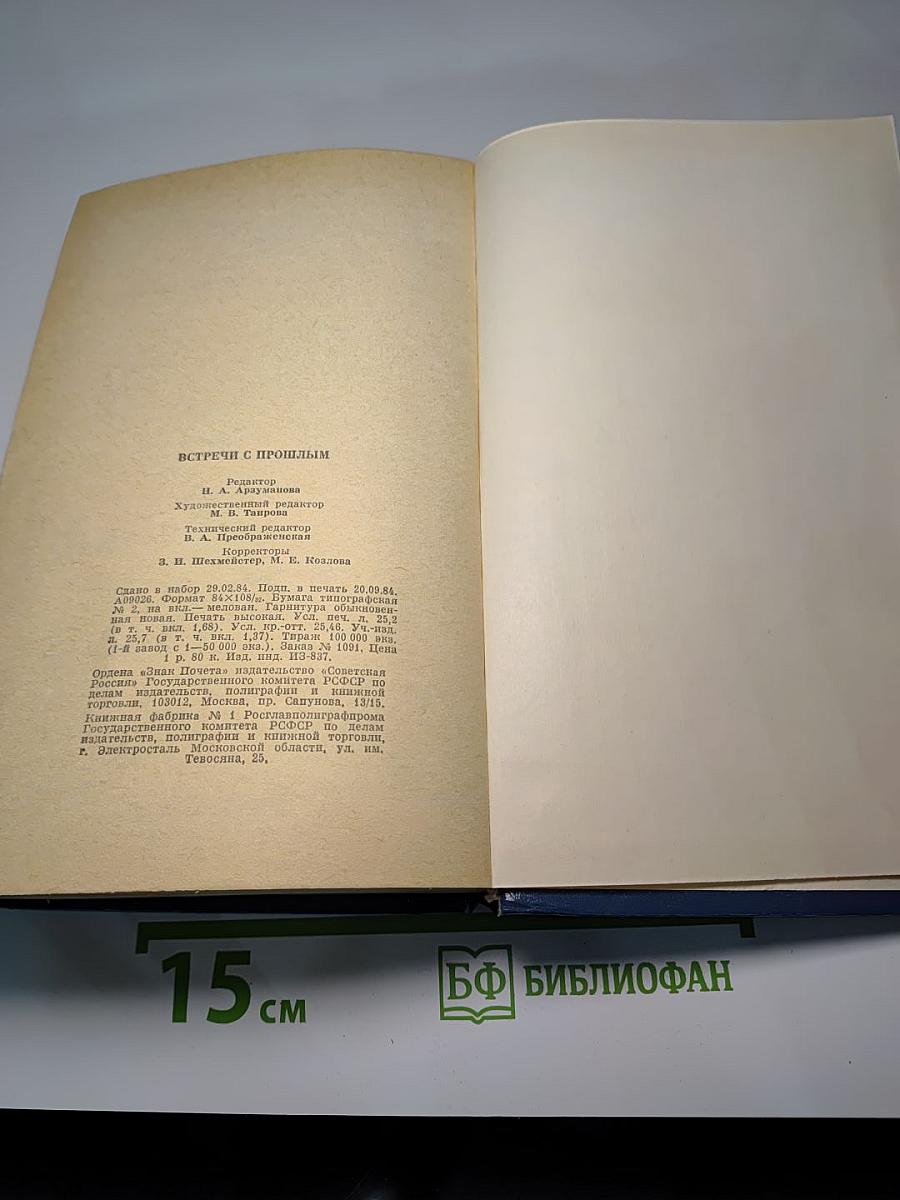 ВСТРЕЧИ С ПРОШЛЫМ
Редактор
Н. А. Арзуманова
Художественный редактор
М. В. Таирова
Технический редактор
В. А. Преображенская
Корректоры
З. И. Шехмейстер, М. Е. Козлова
Сдано в набор 29.02.84. Подп. в печать 20.09.84.
А09026. Формат 84×108/32. Бумага типографская
№ 2, на вкл.— мелован. Гарнитура обыкновен-
ная новая. Печать высокая. Усл. печ. л. 25,2
(в т. ч. вкл. 1,68). Усл. кр.-отт. 25,46. Уч.-изд.
л. 25,7 (в т. ч. вкл. 1,37). Тираж 100 000 экз.
(1-й завод с 1—50 000 экз.). Заказ № 1091. Цена
1 р. 80 к. Изд. инд. ИЗ-837.
Ордена «Знак Почета» издательство «Советская
Россия» Государственного комитета РСФСР по
делам издательств, полиграфии и книжной
торговли. 103012, Москва, пр. Сапунова, 13/15.
Книжная фабрика № 1 Росглавполиграфпрома
Государственного комитета РСФСР по делам
издательств, полиграфии и книжной торговли,
г. Электросталь Московской области, ул. им.
Тевосяна, 25.
15 см
БФ БИБЛИОФАН